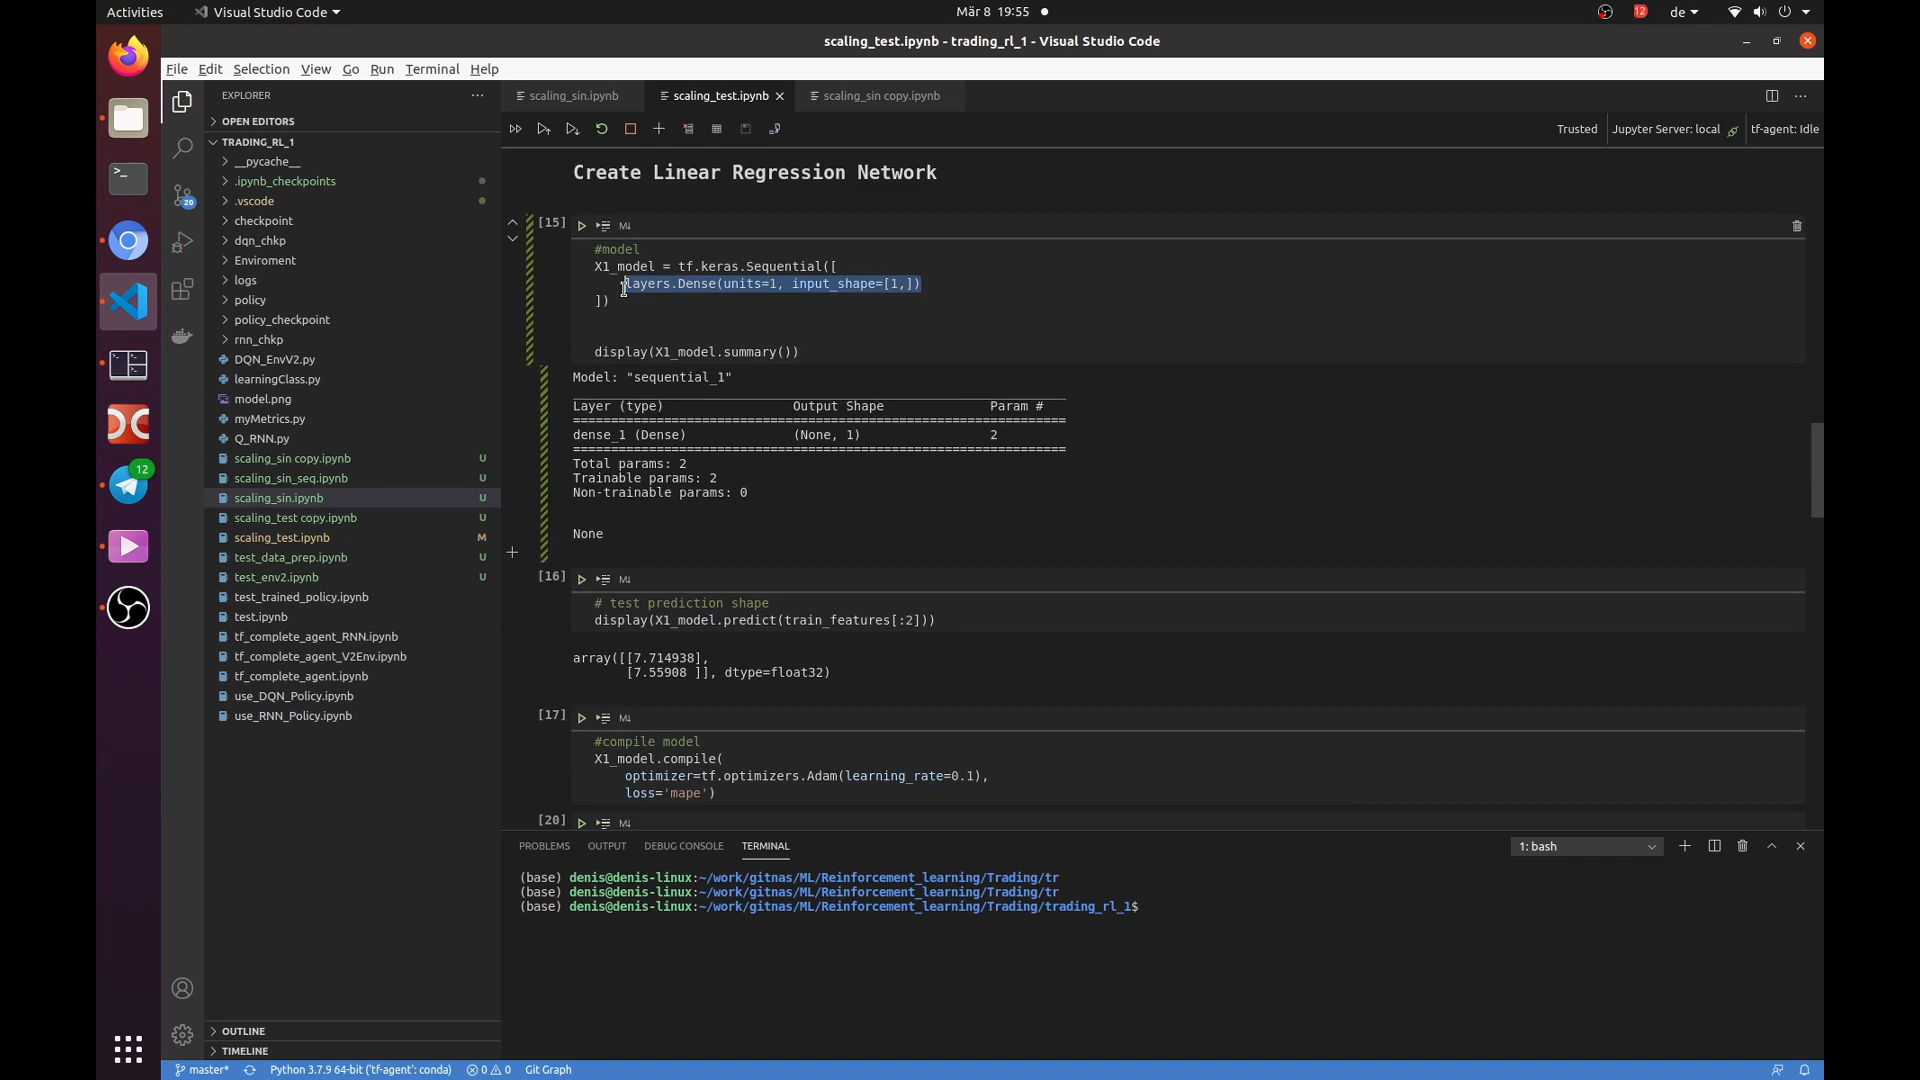 Activities
Visual Studio Code
Mär 8 19:55
12
de
scaling_test.ipynb - trading_rl_1 - Visual Studio Code
File Edit Selection View Go Run Terminal Help
EXPLORER
OPEN EDITORS
TRADING_RL_1
__pycache__
.ipynb_checkpoints
.vscode
checkpoint
dqn_chkp
Enviroment
logs
policy
policy_checkpoint
rnn_chkp
DQN_EnvV2.py
learningClass.py
model.png
myMetrics.py
Q_RNN.py
scaling_sin copy.ipynb U
scaling_sin_seq.ipynb U
scaling_sin.ipynb U
scaling_test copy.ipynb U
scaling_test.ipynb M
test_data_prep.ipynb U
test_env2.ipynb U
test_trained_policy.ipynb
test.ipynb
tf_complete_agent_RNN.ipynb
tf_complete_agent_V2Env.ipynb
tf_complete_agent.ipynb
use_DQN_Policy.ipynb
use_RNN_Policy.ipynb
OUTLINE
TIMELINE
20
12
scaling_sin.ipynb
scaling_test.ipynb
scaling_sin copy.ipynb
Trusted
Jupyter Server: local
tf-agent: Idle
Create Linear Regression Network
[15]
M↓
#model
X1_model = tf.keras.Sequential([
layers.Dense(units=1, input_shape=[1,])
])
display(X1_model.summary())
Model: "sequential_1"
_________________________________________________________________
Layer (type) Output Shape Param #
=================================================================
dense_1 (Dense) (None, 1) 2
=================================================================
Total params: 2
Trainable params: 2
Non-trainable params: 0
None
[16]
M↓
# test prediction shape
display(X1_model.predict(train_features[:2]))
array([[7.714938],
[7.55908 ]], dtype=float32)
[17]
M↓
#compile model
X1_model.compile(
optimizer=tf.optimizers.Adam(learning_rate=0.1),
loss='mape')
[20]
M↓
PROBLEMS OUTPUT DEBUG CONSOLE TERMINAL
1: bash
(base) denis@denis-linux:~/work/gitnas/ML/Reinforcement_learning/Trading/tr
(base) denis@denis-linux:~/work/gitnas/ML/Reinforcement_learning/Trading/tr
(base) denis@denis-linux:~/work/gitnas/ML/Reinforcement_learning/Trading/trading_rl_1$
master*
Python 3.7.9 64-bit ('tf-agent': conda)
0 0
Git Graph